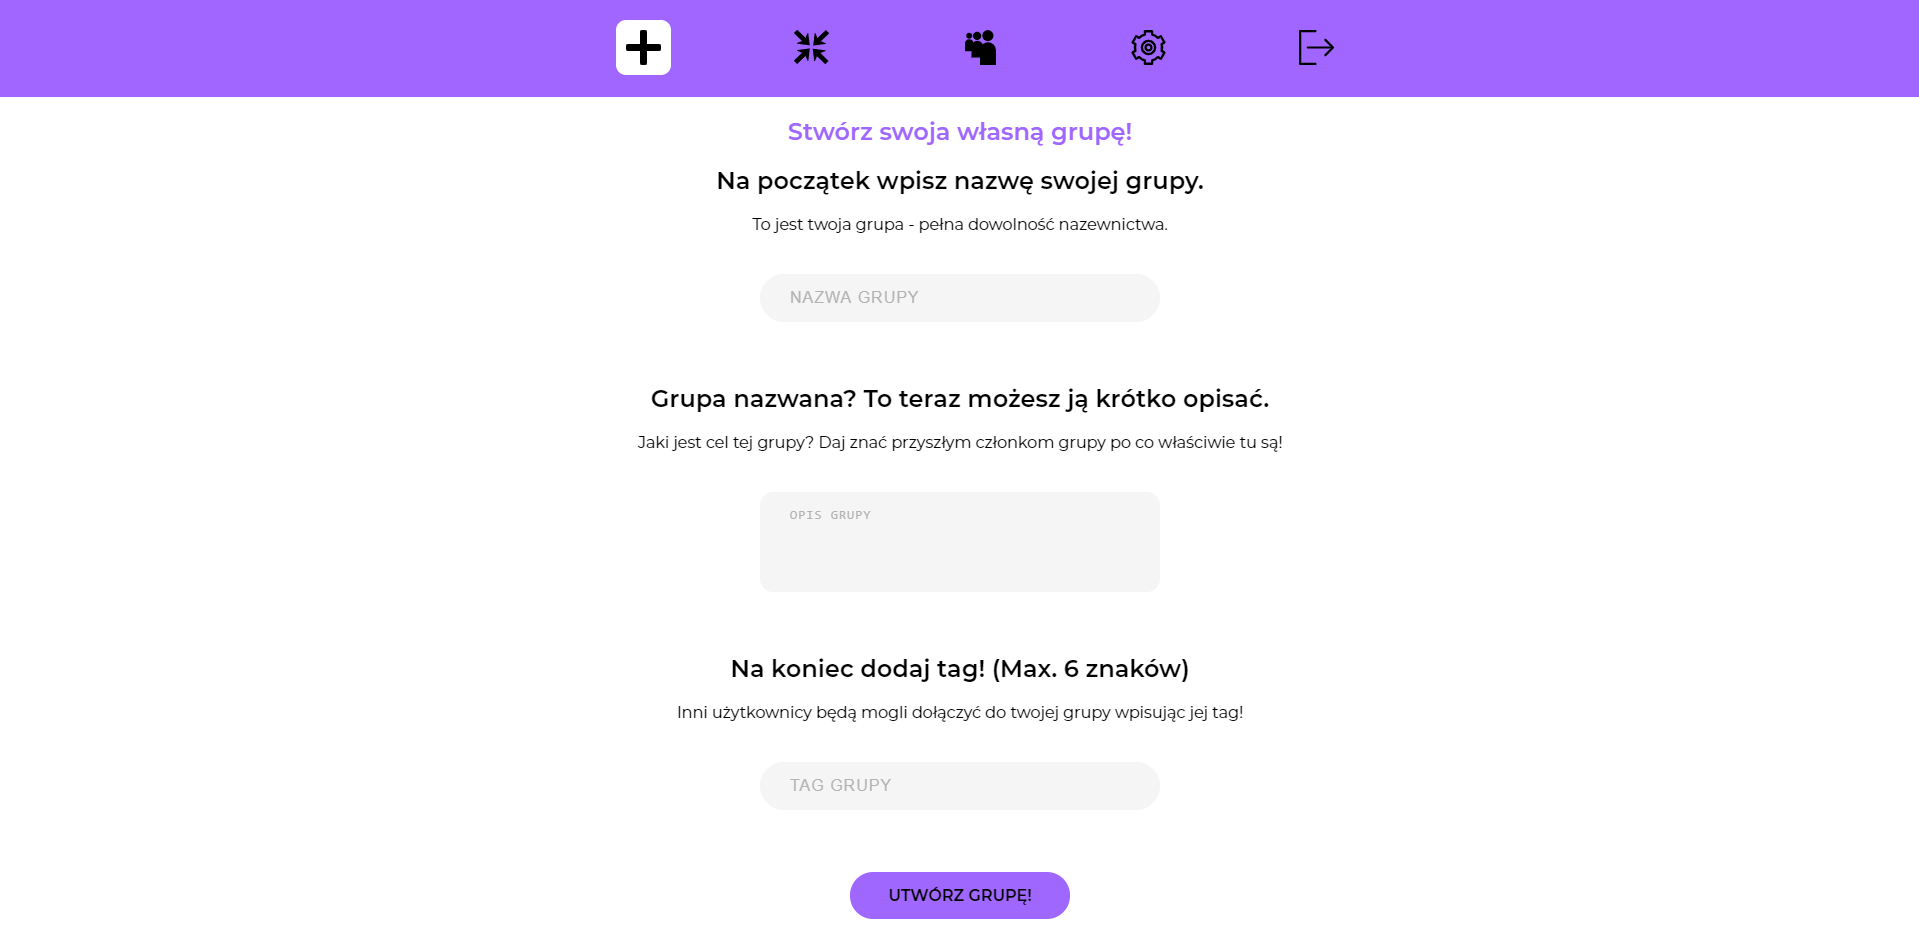 Stwórz swoja własną grupę!
Na początek wpisz nazwę swojej grupy.
To jest twoja grupa - pełna dowolność nazewnictwa.
NAZWA GRUPY
Grupa nazwana? To teraz możesz ją krótko opisać.
Jaki jest cel tej grupy? Daj znać przyszłym członkom grupy po co właściwie tu są!
OPIS GRUPY
Na koniec dodaj tag! (Max. 6 znaków)
Inni użytkownicy będą mogli dołączyć do twojej grupy wpisując jej tag!
TAG GRUPY
UTWÓRZ GRUPĘ!